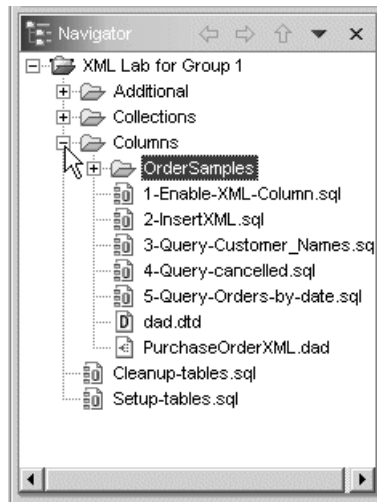 Navigator
XML Lab for Group 1
Additional
Collections
Columns
OrderSamples
1-Enable-XML-Column.sql
2-InsertXML.sql
3-Query-Customer_Names.sq
4-Query-cancelled.sql
5-Query-Orders-by-date.sql
dad.dtd
PurchaseOrderXML.dad
Cleanup-tables.sql
Setup-tables.sql